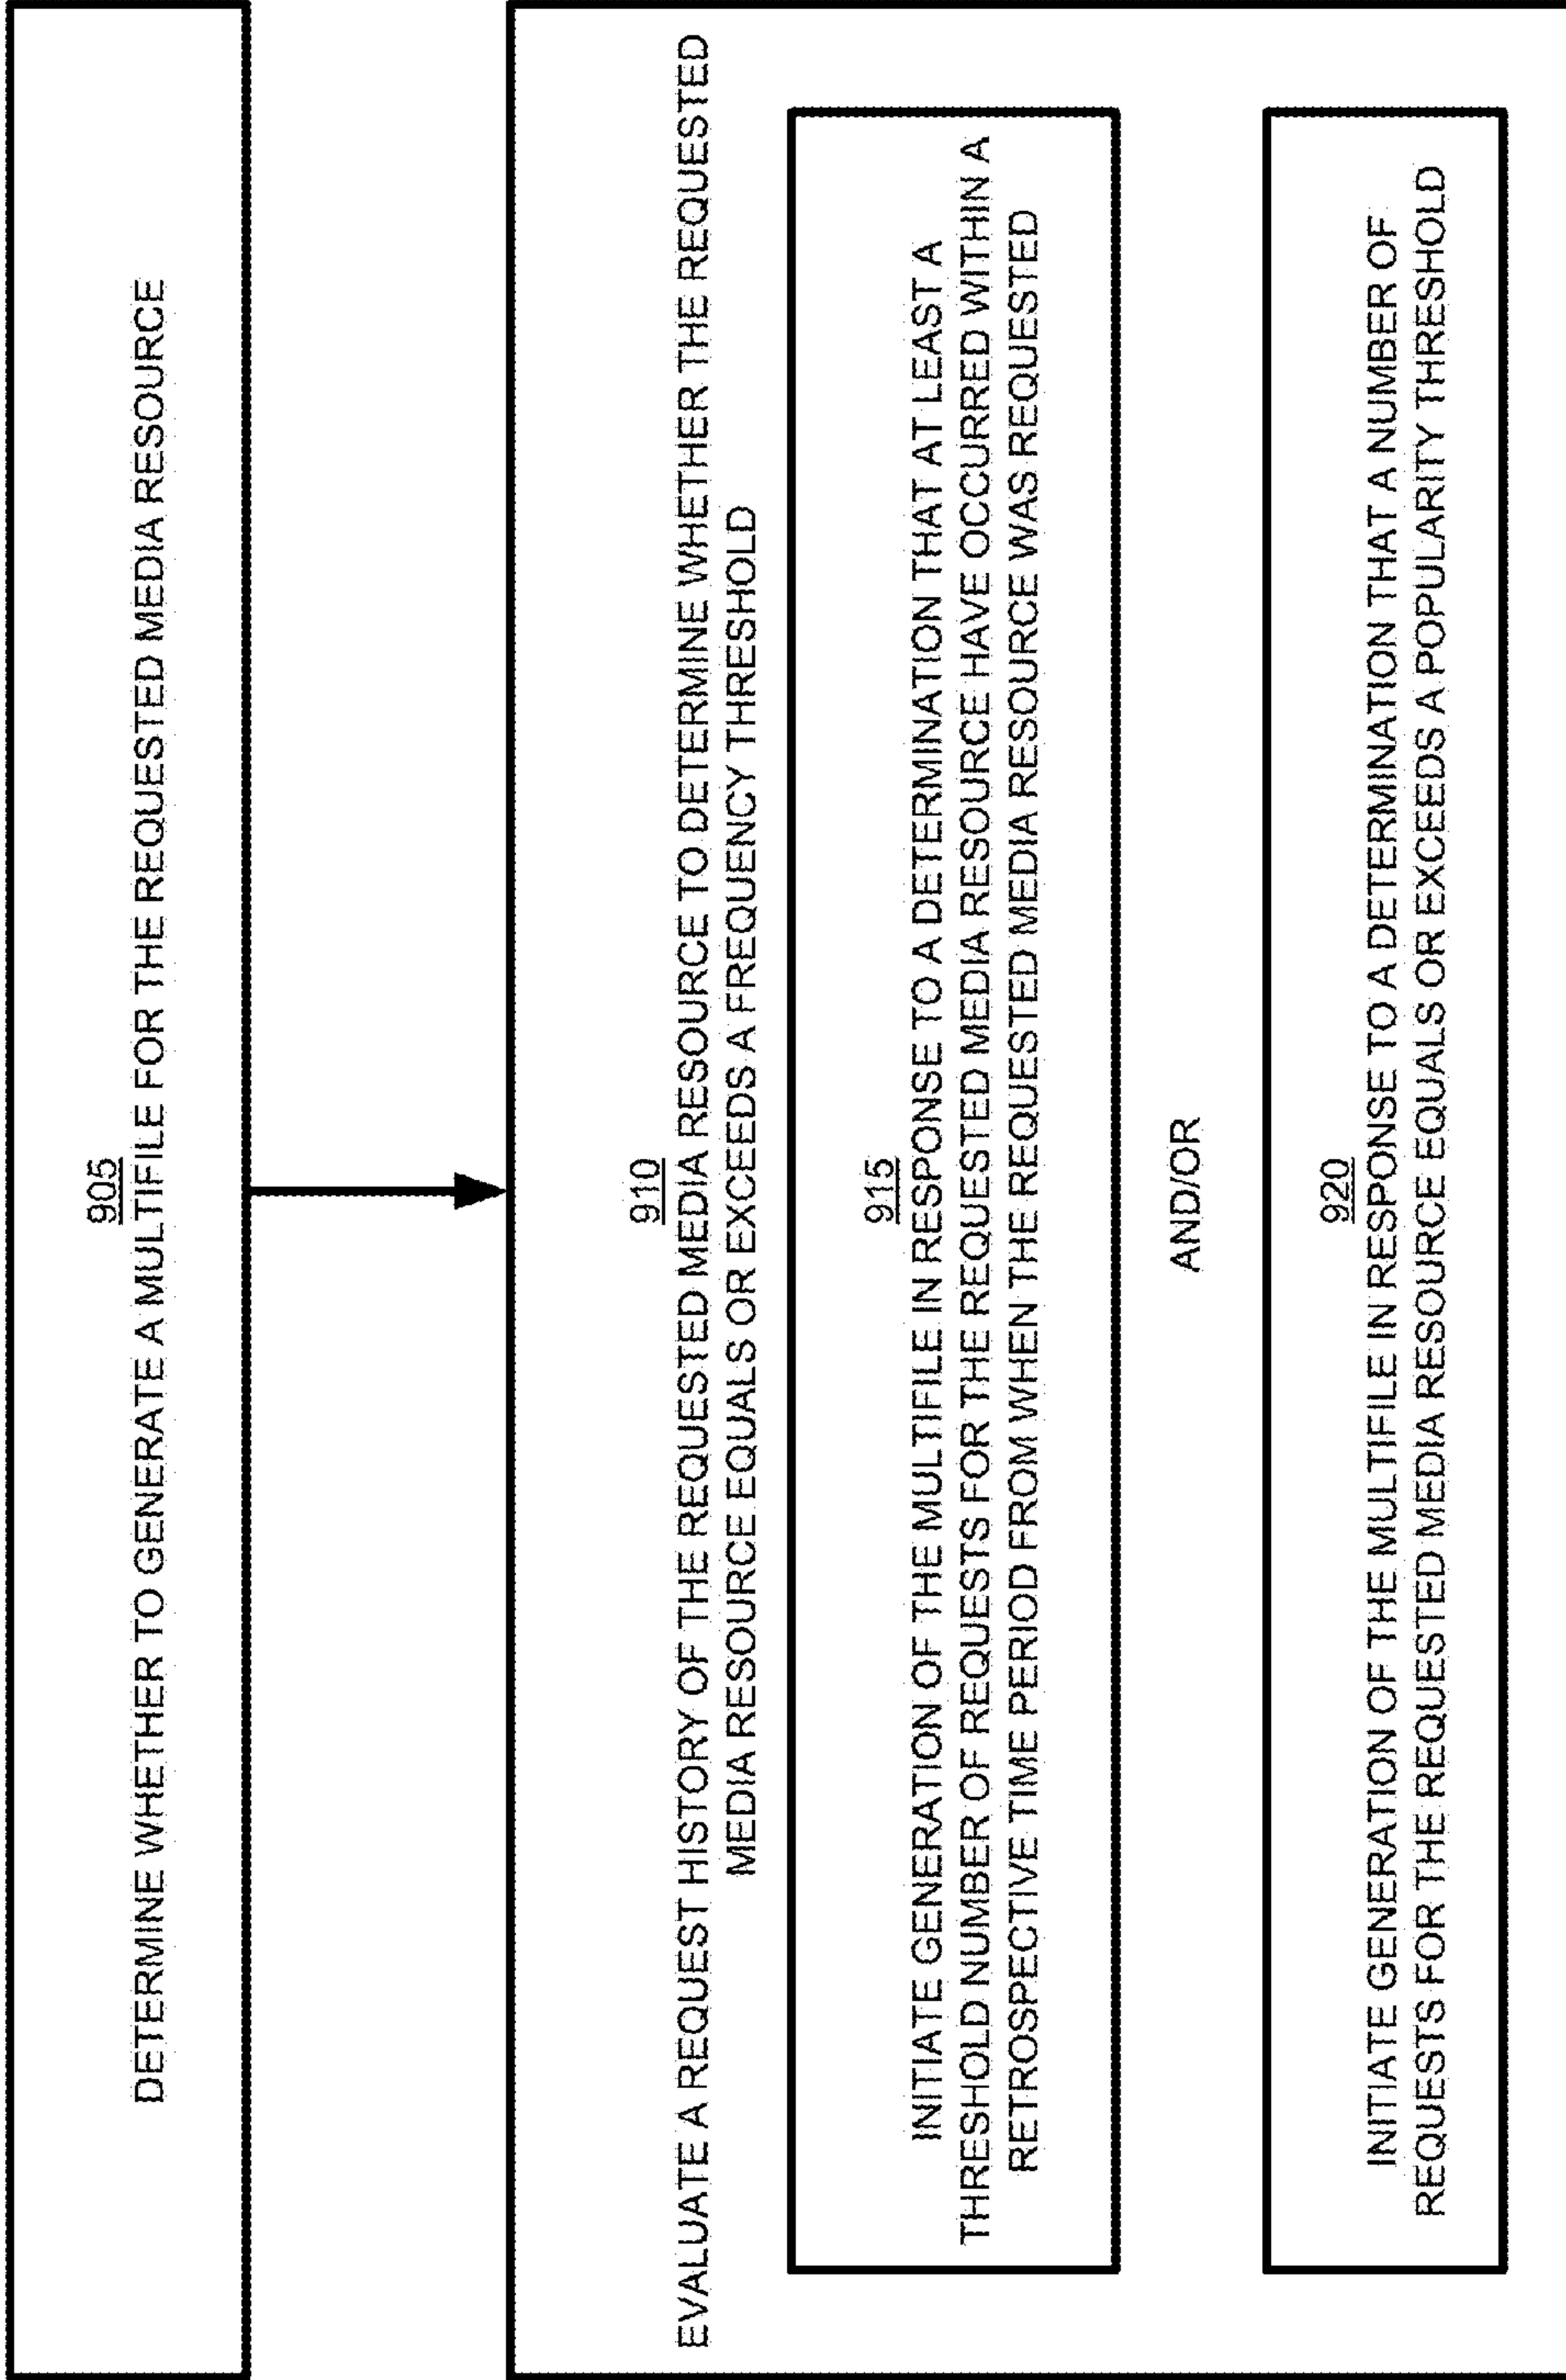 905
DETERMINE WHETHER TO GENERATE A MULTIFILE FOR THE REQUESTED MEDIA RESOURCE
910
EVALUATE A REQUEST HISTORY OF THE REQUESTED MEDIA RESOURCE TO DETERMINE WHETHER THE REQUESTED
MEDIA RESOURCE EQUALS OR EXCEEDS A FREQUENCY THRESHOLD
915
INITIATE GENERATION OF THE MULTIFILE IN RESPONSE TO A DETERMINATION THAT AT LEAST A
THRESHOLD NUMBER OF REQUESTS FOR THE REQUESTED MEDIA RESOURCE HAVE OCCURRED WITHIN A
RETROSPECTIVE TIME PERIOD FROM WHEN THE REQUESTED MEDIA RESOURCE WAS REQUESTED
AND/OR
920
INITIATE GENERATION OF THE MULTIFILE IN RESPONSE TO A DETERMINATION THAT A NUMBER OF
REQUESTS FOR THE REQUESTED MEDIA RESOURCE EQUALS OR EXCEEDS A POPULARITY THRESHOLD